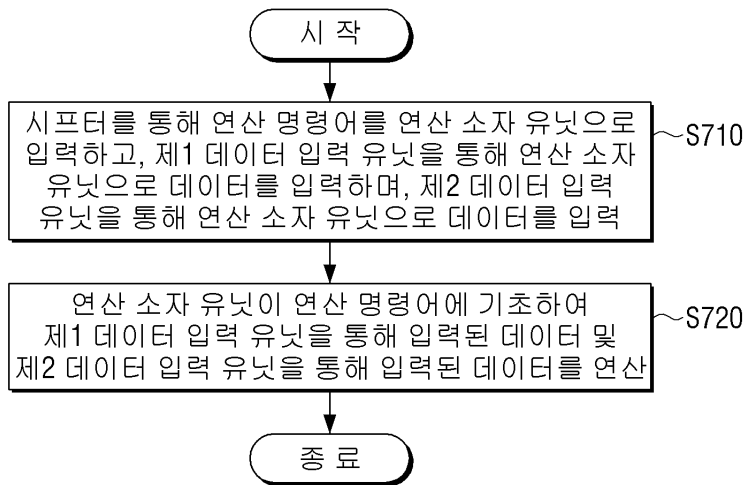 시 작
시프터를 통해 연산 명령어를 연산 소자 유닛으로
입력하고, 제1 데이터 입력 유닛을 통해 연산 소자
유닛으로 데이터를 입력하며, 제2 데이터 입력
유닛을 통해 연산 소자 유닛으로 데이터를 입력
S710
연산 소자 유닛이 연산 명령어에 기초하여
제1 데이터 입력 유닛을 통해 입력된 데이터 및
제2 데이터 입력 유닛을 통해 입력된 데이터를 연산
S720
종 료